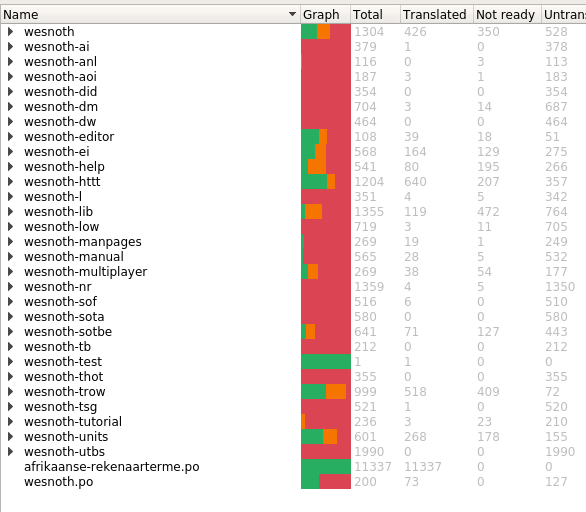 Name Graph Total Translated Not ready Untrans
wesnoth 1304 426 350 528
wesnoth-ai 379 1 0 378
wesnoth-anl 116 0 3 113
wesnoth-aoi 187 3 1 183
wesnoth-did 354 0 0 354
wesnoth-dm 704 3 14 687
wesnoth-dw 464 0 0 464
wesnoth-editor 108 39 18 51
wesnoth-ei 568 164 129 275
wesnoth-help 541 80 195 266
wesnoth-httt 1204 640 207 357
wesnoth-l 351 4 5 342
wesnoth-lib 1355 119 472 764
wesnoth-low 719 3 11 705
wesnoth-manpages 269 19 1 249
wesnoth-manual 565 28 5 532
wesnoth-multiplayer 269 38 54 177
wesnoth-nr 1359 4 5 1350
wesnoth-sof 516 6 0 510
wesnoth-sota 580 0 0 580
wesnoth-sotbe 641 71 127 443
wesnoth-tb 212 0 0 212
wesnoth-test 1 1 0 0
wesnoth-thot 355 0 0 355
wesnoth-trow 999 518 409 72
wesnoth-tsg 521 1 0 520
wesnoth-tutorial 236 3 23 210
wesnoth-units 601 268 178 155
wesnoth-utbs 1990 0 0 1990
afrikaanse-rekenaarterme.po 11337 11337 0 0
wesnoth.po 200 73 0 127